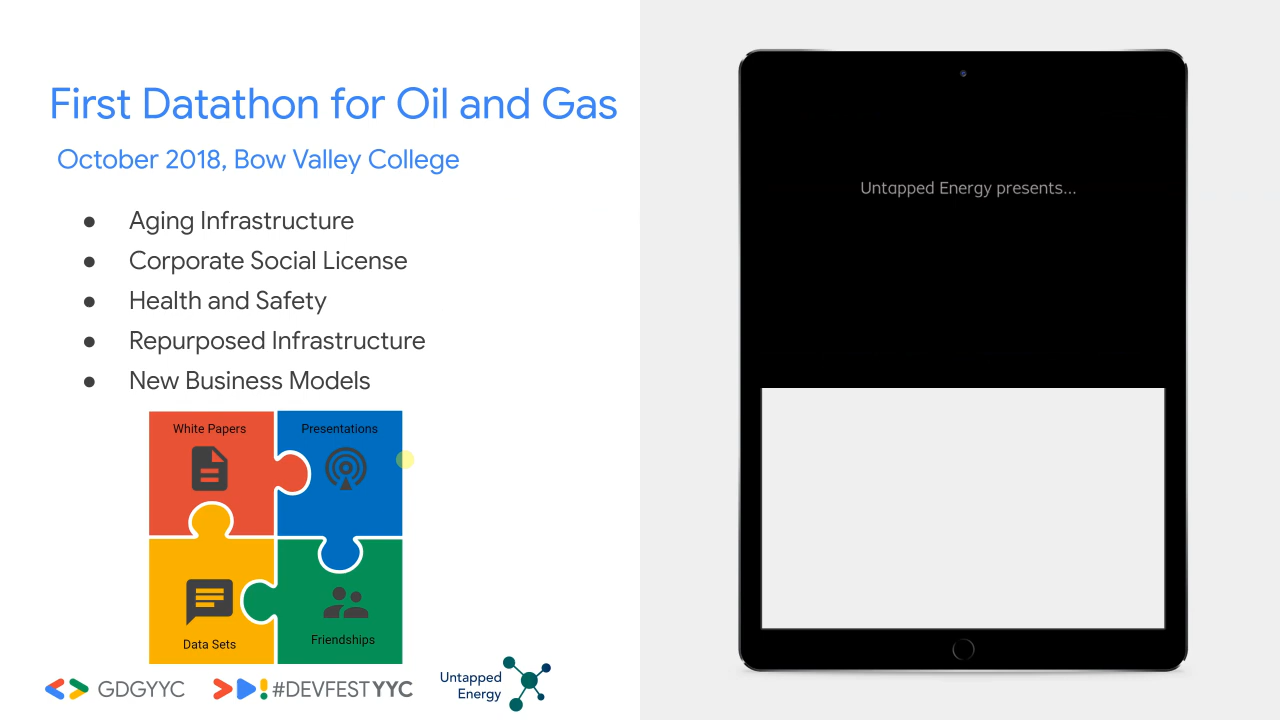 First Datathon for Oil and Gas
October 2018, Bow Valley College
● Aging Infrastructure
● Corporate Social License
● Health and Safety
● Repurposed Infrastructure
● New Business Models
White Papers
Presentations
Data Sets
Friendships
GDGYYC
#DEVFESTYYC
Untapped
Energy
Untapped Energy presents...